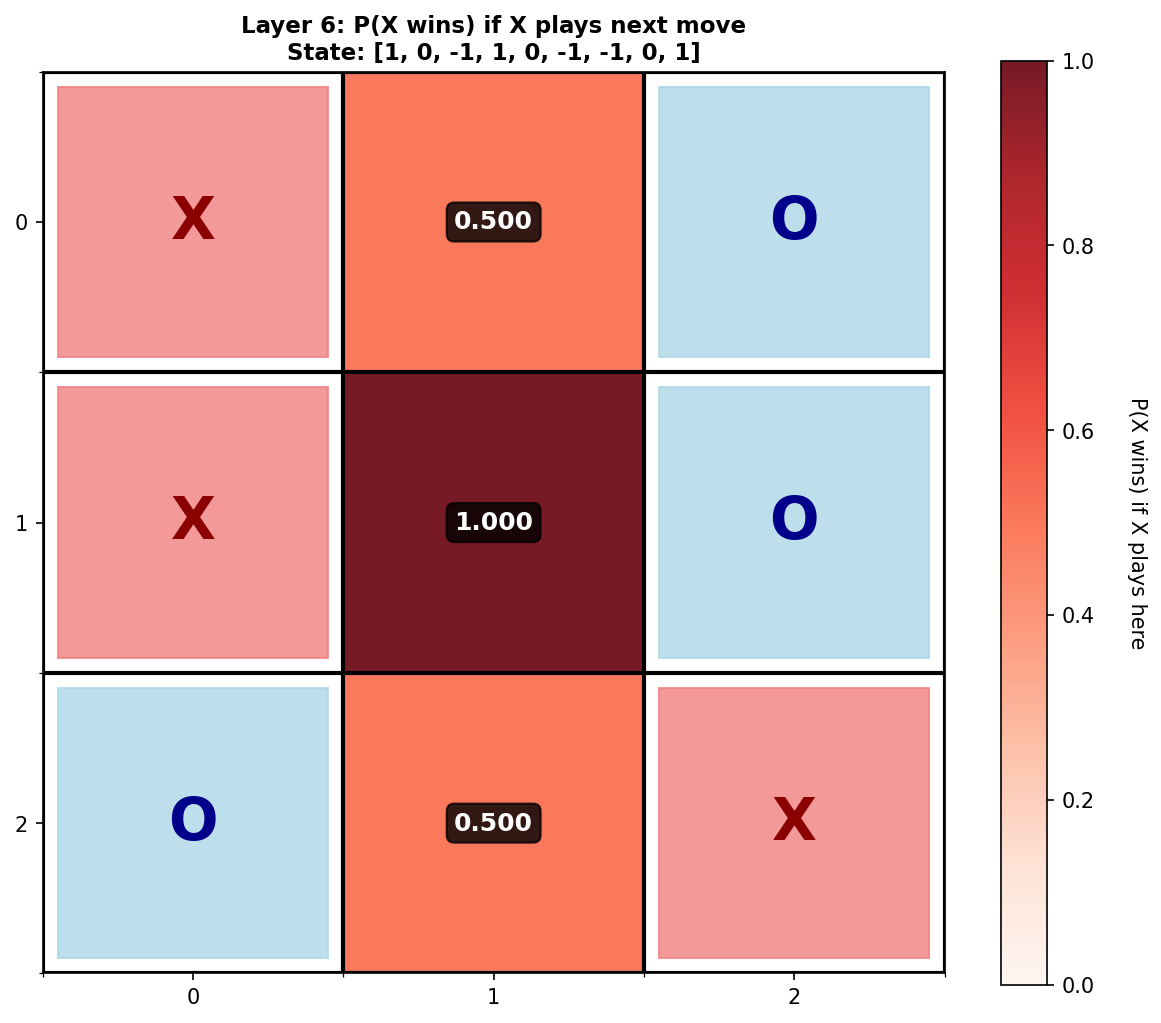 Layer 6: P(X wins) if X plays next move
State: [1, 0, -1, 1, 0, -1, -1, 0, 1]
1.0
0
X
0.500
O
0.8
1
X
1.000
O
0.6
P(X wins) if X plays here
0.4
2
O
0.500
X
0.2
0.0
0
1
2